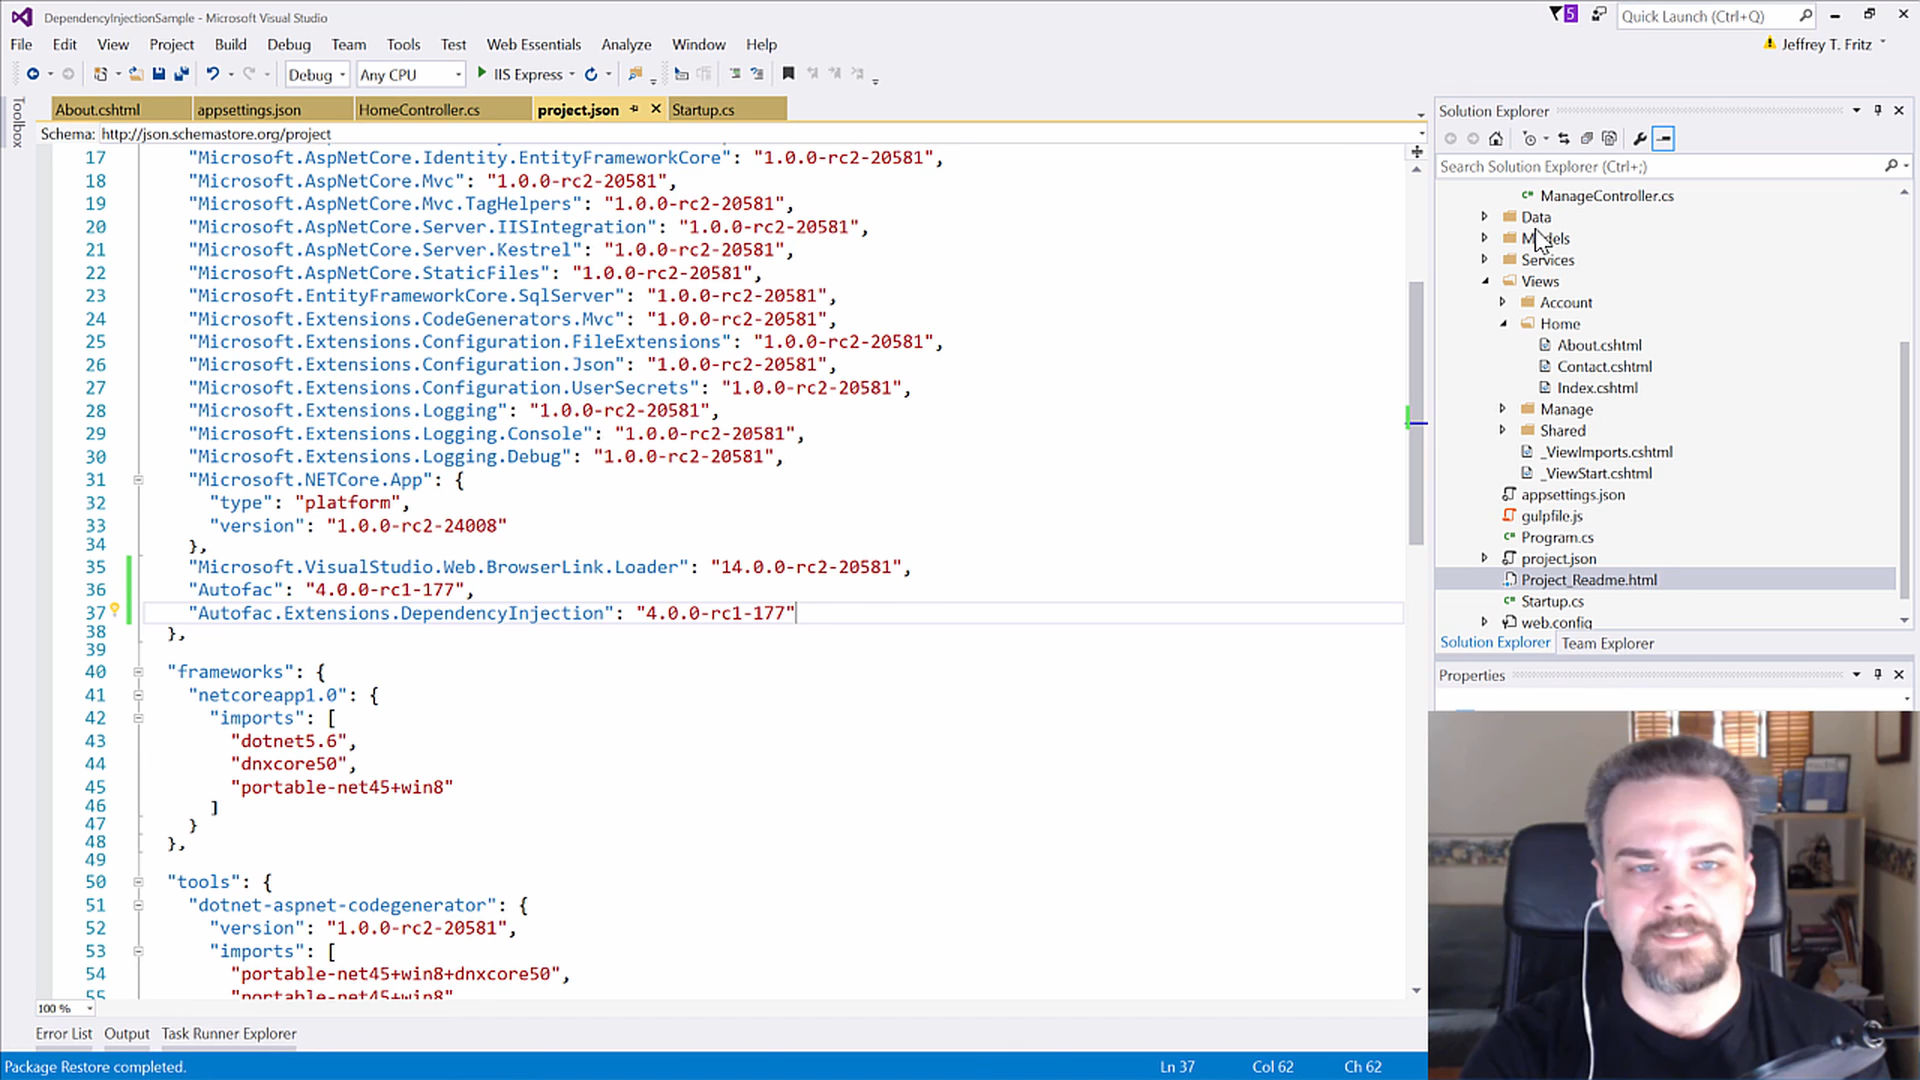 DependencyInjectionSample - Microsoft Visual Studio
5
Quick Launch (Ctrl+Q)
File Edit View Project Build Debug Team Tools Test Web Essentials Analyze Window Help
Jeffrey T. Fritz
Debug Any CPU IIS Express
Toolbox
About.cshtml appsettings.json HomeController.cs project.json Startup.cs
Schema: http://json.schemastore.org/project
17 "Microsoft.AspNetCore.Identity.EntityFrameworkCore": "1.0.0-rc2-20581",
18 "Microsoft.AspNetCore.Mvc": "1.0.0-rc2-20581",
19 "Microsoft.AspNetCore.Mvc.TagHelpers": "1.0.0-rc2-20581",
20 "Microsoft.AspNetCore.Server.IISIntegration": "1.0.0-rc2-20581",
21 "Microsoft.AspNetCore.Server.Kestrel": "1.0.0-rc2-20581",
22 "Microsoft.AspNetCore.StaticFiles": "1.0.0-rc2-20581",
23 "Microsoft.EntityFrameworkCore.SqlServer": "1.0.0-rc2-20581",
24 "Microsoft.Extensions.CodeGenerators.Mvc": "1.0.0-rc2-20581",
25 "Microsoft.Extensions.Configuration.FileExtensions": "1.0.0-rc2-20581",
26 "Microsoft.Extensions.Configuration.Json": "1.0.0-rc2-20581",
27 "Microsoft.Extensions.Configuration.UserSecrets": "1.0.0-rc2-20581",
28 "Microsoft.Extensions.Logging": "1.0.0-rc2-20581",
29 "Microsoft.Extensions.Logging.Console": "1.0.0-rc2-20581",
30 "Microsoft.Extensions.Logging.Debug": "1.0.0-rc2-20581",
31 "Microsoft.NETCore.App": {
32 "type": "platform",
33 "version": "1.0.0-rc2-24008"
34 },
35 "Microsoft.VisualStudio.Web.BrowserLink.Loader": "14.0.0-rc2-20581",
36 "Autofac": "4.0.0-rc1-177",
37 "Autofac.Extensions.DependencyInjection": "4.0.0-rc1-177"
38 },
39
40 "frameworks": {
41 "netcoreapp1.0": {
42 "imports": [
43 "dotnet5.6",
44 "dnxcore50",
45 "portable-net45+win8"
46 ]
47 }
48 },
49
50 "tools": {
51 "dotnet-aspnet-codegenerator": {
52 "version": "1.0.0-rc2-20581",
53 "imports": [
54 "portable-net45+win8+dnxcore50",
55 "portable-net45+win8"
100 %
Error List Output Task Runner Explorer
Package Restore completed.
Ln 37 Col 62 Ch 62
Solution Explorer
Search Solution Explorer (Ctrl+;)
ManageController.cs
Data
Models
Services
Views
Account
Home
About.cshtml
Contact.cshtml
Index.cshtml
Manage
Shared
_ViewImports.cshtml
_ViewStart.cshtml
appsettings.json
gulpfile.js
Program.cs
project.json
Project_Readme.html
Startup.cs
web.config
Solution Explorer Team Explorer
Properties